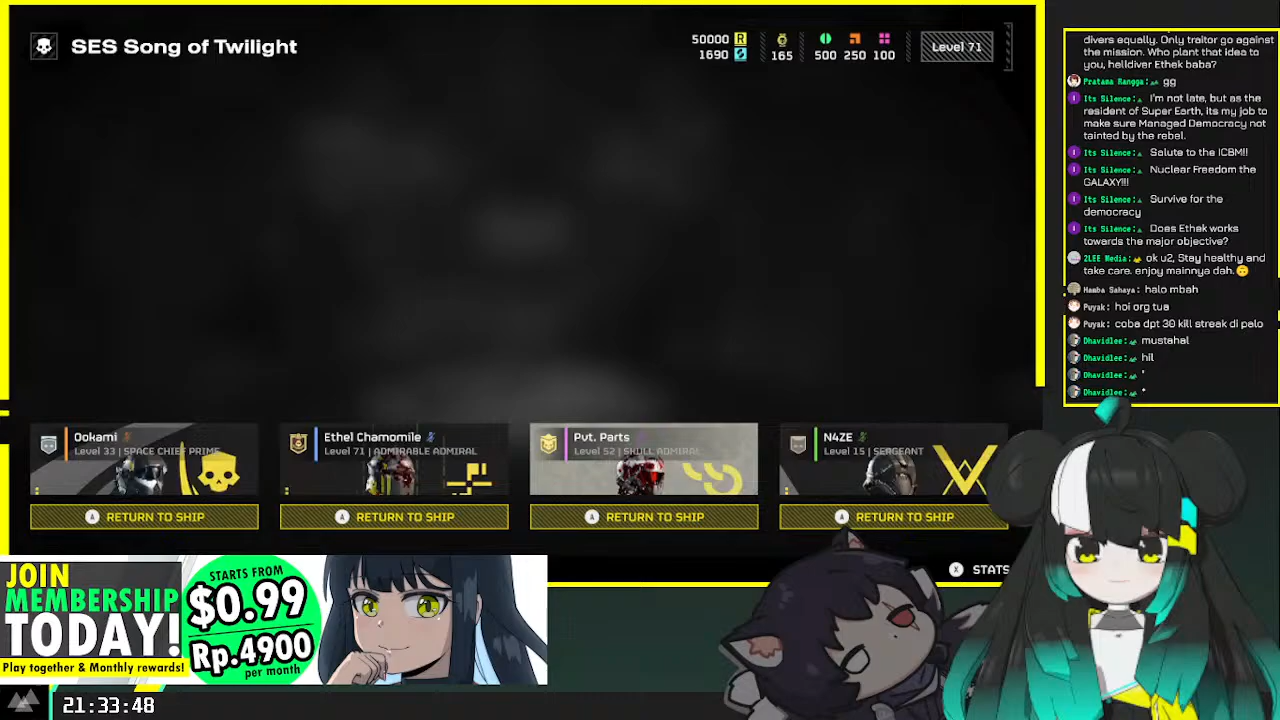 SES Song of Twilight
50000 R
1690
165
500 250 100
Level 71
divers equally. Only traitor go against
the mission. Who plant that idea to
you, helldiver Ethek baba?
Pratama Rangga: gg
Its Silence: I'm not late, but as the
resident of Super Earth, its my job to
make sure Managed Democracy not
tainted by the rebel.
Its Silence: Salute to the ICBM!!
Its Silence: Nuclear Freedom the
GALAXY!!!
Its Silence: Survive for the
democracy
Its Silence: Does Ethek works
towards the major objective?
2LEE Media: ok u2, Stay healthy and
take care. enjoy mainnya dah.
Hamba Sahaya: halo mbah
Puyak: hoi org tua
Puyak: coba dpt 30 kill streak di palo
Dhavidlee: mustahal
Dhavidlee: hil
Dhavidlee: '
Dhavidlee: *
Ookami
Level 33 | SPACE CHIEF PRIME
Ethel Chamomile
Level 71 | ADMIRABLE ADMIRAL
Pvt. Parts
Level 52 | SKULL ADMIRAL
N4ZE
Level 15 | SERGEANT
A RETURN TO SHIP
A RETURN TO SHIP
A RETURN TO SHIP
A RETURN TO SHIP
X STATS
JOIN
MEMBERSHIP
TODAY!
Play together & Monthly rewards!
STARTS FROM
$0.99
Rp.4900
per month
21:33:48